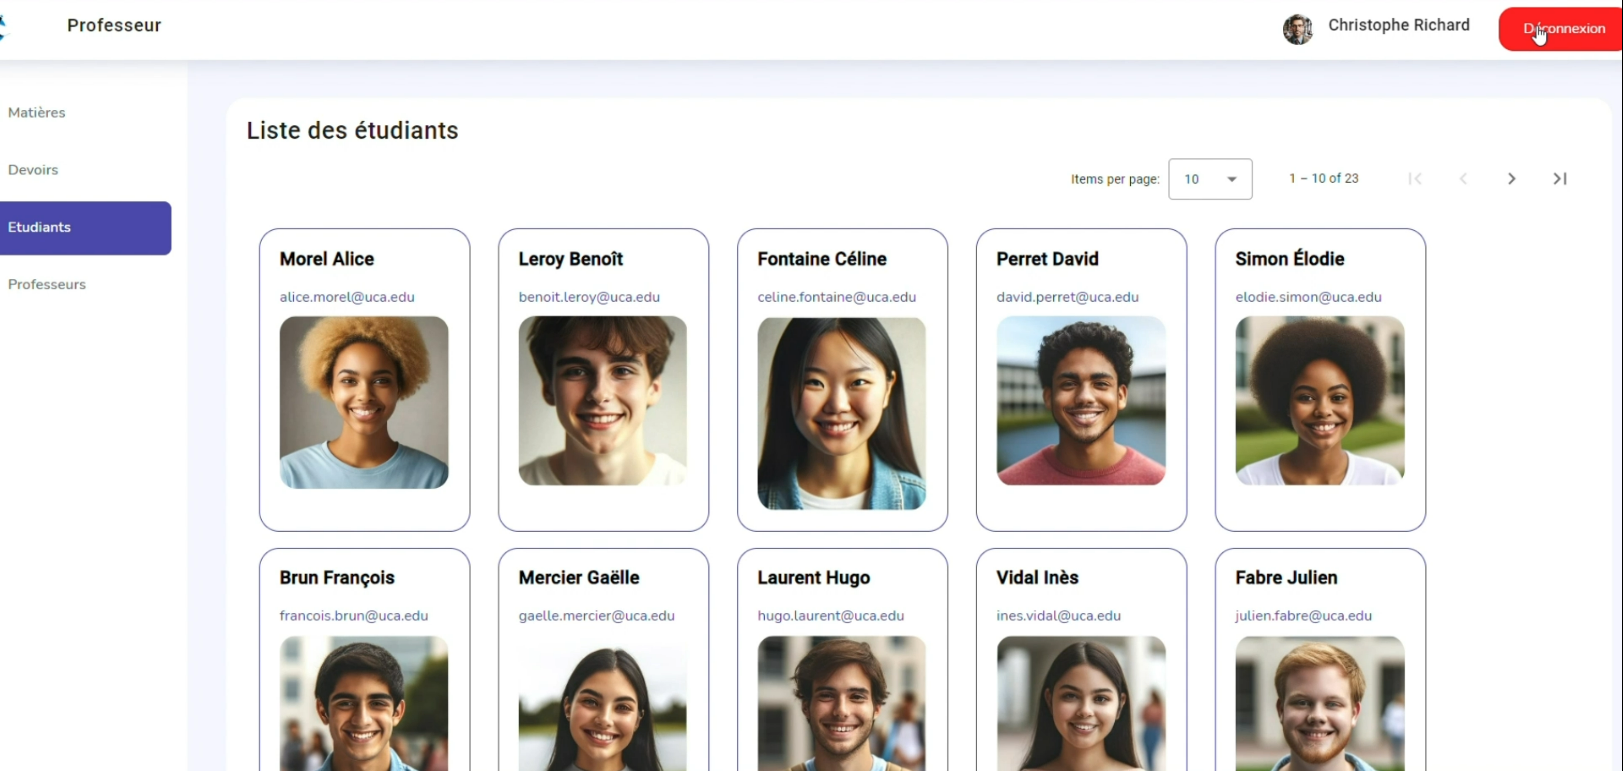 Professeur
Christophe Richard
Déconnexion
Matières
Devoirs
Etudiants
Professeurs
Liste des étudiants
Items per page: 10 1 – 10 of 23
Morel Alice
alice.morel@uca.edu
Leroy Benoît
benoit.leroy@uca.edu
Fontaine Céline
celine.fontaine@uca.edu
Perret David
david.perret@uca.edu
Simon Élodie
elodie.simon@uca.edu
Brun François
francois.brun@uca.edu
Mercier Gaëlle
gaelle.mercier@uca.edu
Laurent Hugo
hugo.laurent@uca.edu
Vidal Inès
ines.vidal@uca.edu
Fabre Julien
julien.fabre@uca.edu